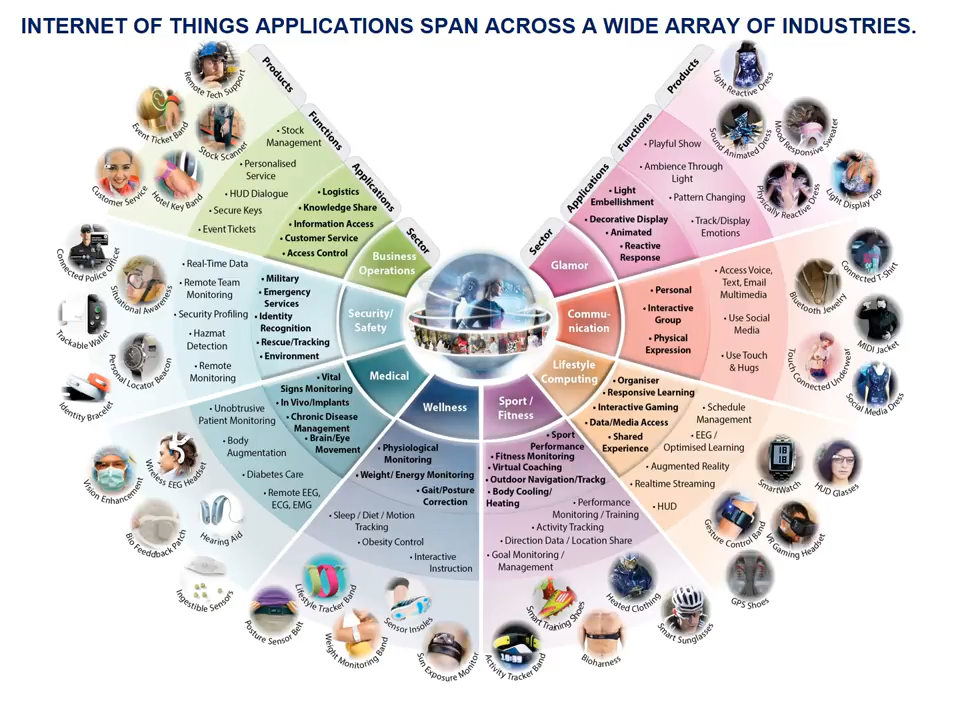 INTERNET OF THINGS APPLICATIONS SPAN ACROSS A WIDE ARRAY OF INDUSTRIES.
Products
Functions
Applications
Sector
Business
Operations
• Logistics
• Knowledge Share
• Information Access
• Customer Service
• Access Control
• Stock
Management
• Personalised
Service
• HUD Dialogue
• Secure Keys
• Event Tickets
Remote Tech Support
Event Ticket Band
Stock Scanner
Customer Service
Hotel Key Band
Security/
Safety
• Military
• Emergency
Services
• Identity
Recognition
• Rescue/Tracking
• Environment
• Real-Time Data
• Remote Team
Monitoring
• Security Profiling
• Hazmat
Detection
• Remote
Monitoring
Connected Police Officer
Situational Awareness
Trackable Wallet
Personal Locator Beacon
Identity Bracelet
Medical
• Vital
Signs Monitoring
• In Vivo/Implants
• Chronic Disease
Management
• Brain/Eye
Movement
• Unobtrusive
Patient Monitoring
• Body
Augmentation
• Diabetes Care
• Remote EEG,
ECG, EMG
Wireless EEG Headset
Vision Enhancement
Hearing Aid
Bio Feedback Patch
Ingestible Sensors
Wellness
• Physiological
Monitoring
• Weight/ Energy Monitoring
• Gait/Posture
Correction
• Sleep / Diet / Motion
Tracking
• Obesity Control
• Interactive
Instruction
Lifestyle Tracker Band
Posture Sensor Belt
Weight Monitoring Band
Sensor Insoles
Sun Exposure Monitor
Sport /
Fitness
• Sport
Performance
• Fitness Monitoring
• Virtual Coaching
• Outdoor Navigation/Trackg
• Body Cooling/
Heating
• Performance
Monitoring / Training
• Activity Tracking
• Direction Data / Location Share
• Goal Monitoring /
Management
Smart Training Shoes
Heated Clothing
Activity Tracker Band
Bioharness
Smart Sunglasses
Lifestyle
Computing
• Organiser
• Responsive Learning
• Interactive Gaming
• Data/Media Access
• Shared
Experience
• Schedule
Management
• EEG /
Optimised Learning
• Augmented Reality
• Realtime Streaming
• HUD
SmartWatch
HUD Glasses
Gesture Control Band
VR Gaming Headset
GPS Shoes
Commu-
nication
• Personal
• Interactive
Group
• Physical
Expression
• Access Voice,
Text, Email
Multimedia
• Use Social
Media
• Use Touch
& Hugs
Connected T-Shirt
Bluetooth Jewelry
MIDI Jacket
Touch Connected Underwear
Social Media Dress
Glamor
• Light
Embellishment
• Decorative Display
• Animated
• Reactive
Response
• Playful Show
• Ambience Through
Light
• Pattern Changing
• Track/Display
Emotions
Light Reactive Dress
Sound Animated Dress
Mood Responsive Sweater
Physically Reactive Dress
Light Display Top
Products
Functions
Applications
Sector
18
18